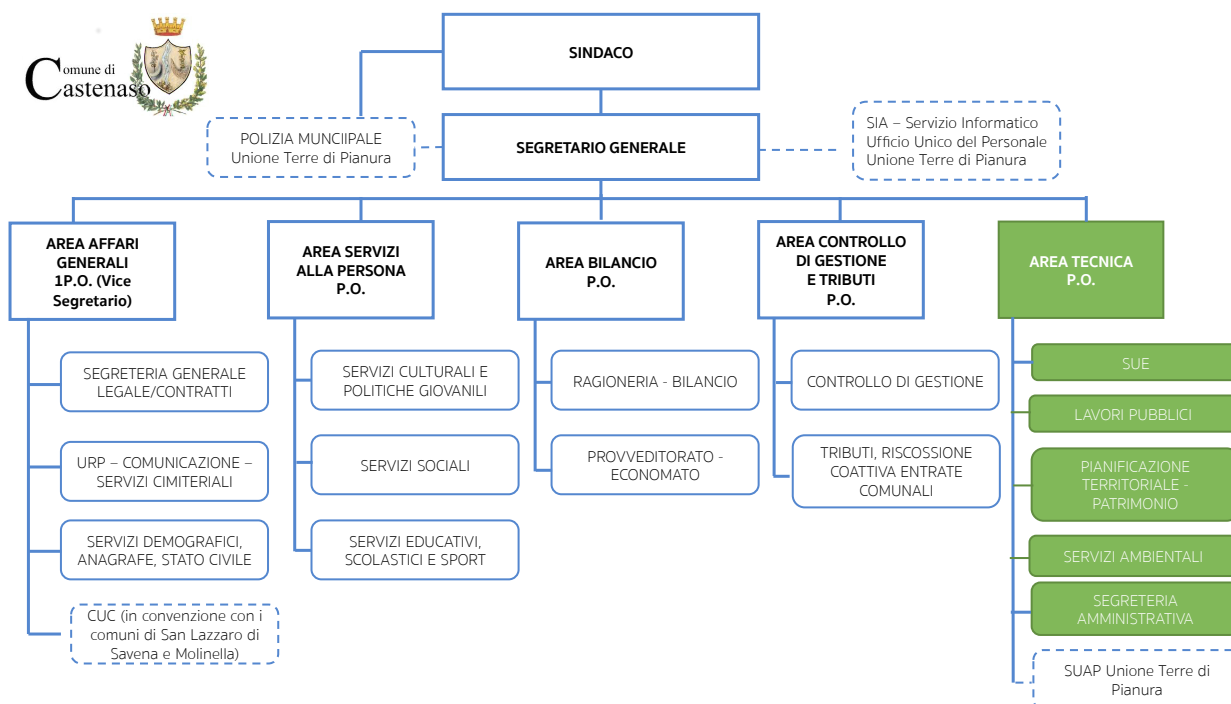 Comune di
Castenaso
SINDACO
POLIZIA MUNCIIPALE
Unione Terre di Pianura
SEGRETARIO GENERALE
SIA – Servizio Informatico
Ufficio Unico del Personale
Unione Terre di Pianura
AREA AFFARI
GENERALI
1P.O. (Vice
Segretario)
SEGRETERIA GENERALE
LEGALE/CONTRATTI
URP – COMUNICAZIONE –
SERVIZI CIMITERIALI
SERVIZI DEMOGRAFICI,
ANAGRAFE, STATO CIVILE
CUC (in convenzione con i
comuni di San Lazzaro di
Savena e Molinella)
AREA SERVIZI
ALLA PERSONA
P.O.
SERVIZI CULTURALI E
POLITICHE GIOVANILI
SERVIZI SOCIALI
SERVIZI EDUCATIVI,
SCOLASTICI E SPORT
AREA BILANCIO
P.O.
RAGIONERIA - BILANCIO
PROVVEDITORATO -
ECONOMATO
AREA CONTROLLO
DI GESTIONE
E TRIBUTI
P.O.
CONTROLLO DI GESTIONE
TRIBUTI, RISCOSSIONE
COATTIVA ENTRATE
COMUNALI
AREA TECNICA
P.O.
SUE
LAVORI PUBBLICI
PIANIFICAZIONE
TERRITORIALE -
PATRIMONIO
SERVIZI AMBIENTALI
SEGRETERIA
AMMINISTRATIVA
SUAP Unione Terre di
Pianura